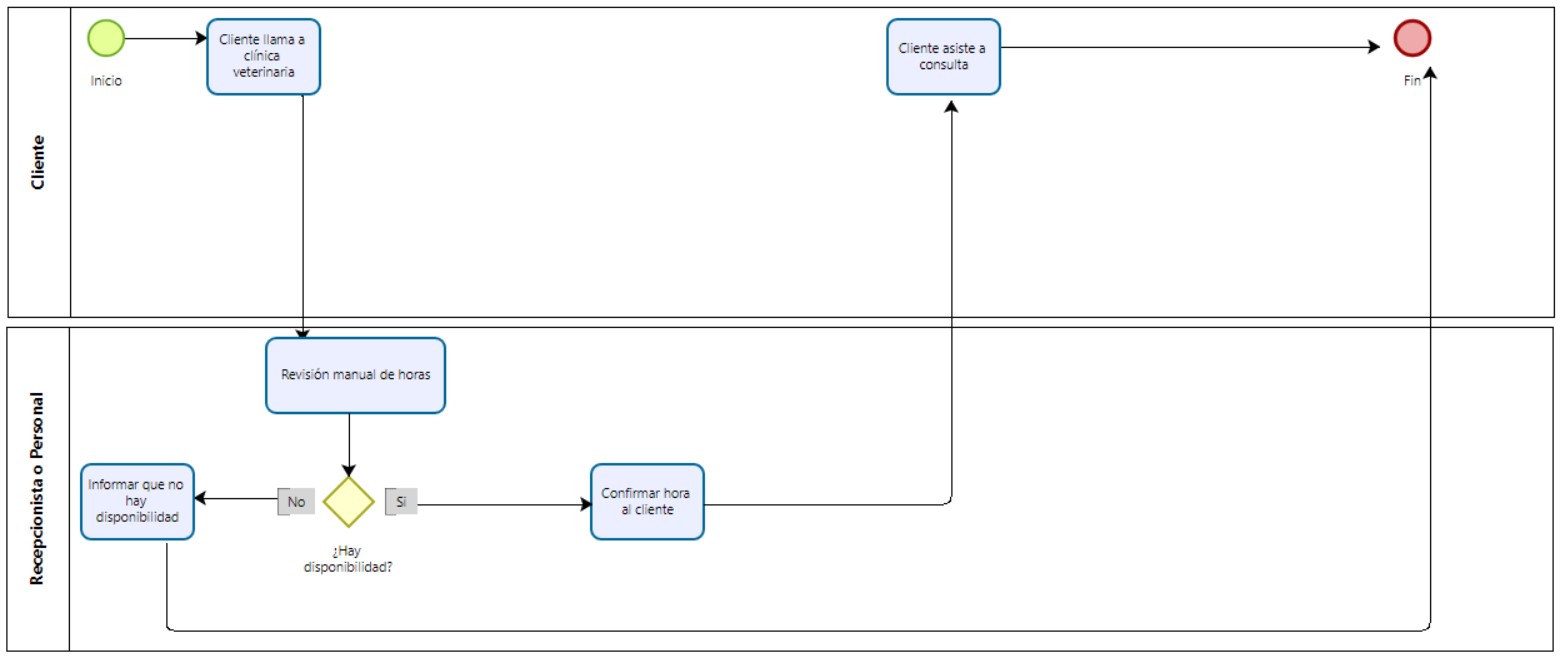 Cliente
Inicio
Cliente llama a
clínica
veterinaria
Cliente asiste a
consulta
Fin
Recepcionista o Personal
Revisión manual de horas
Informar que no
hay
disponibilidad
No
Si
¿Hay
disponibilidad?
Confirmar hora
al cliente